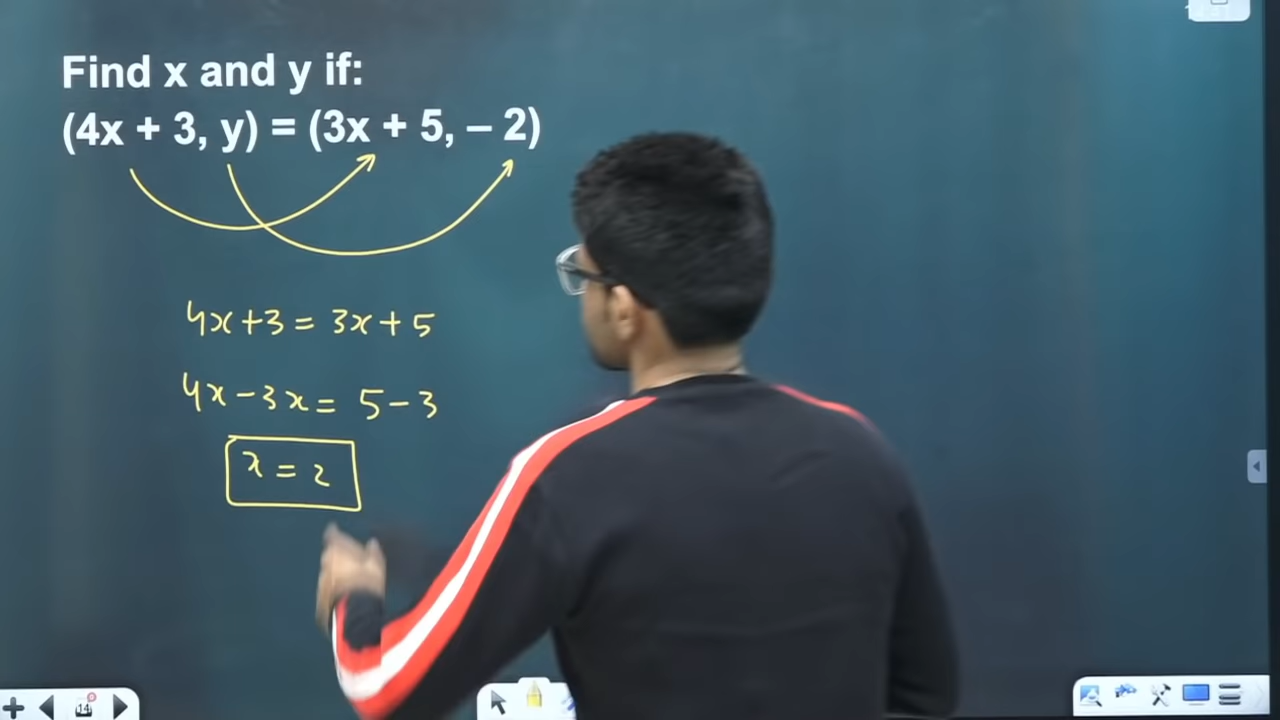 Find x and y if:
(4x + 3, y) = (3x + 5, – 2)
4x+3 = 3x+5
4x-3x = 5-3
x = 2